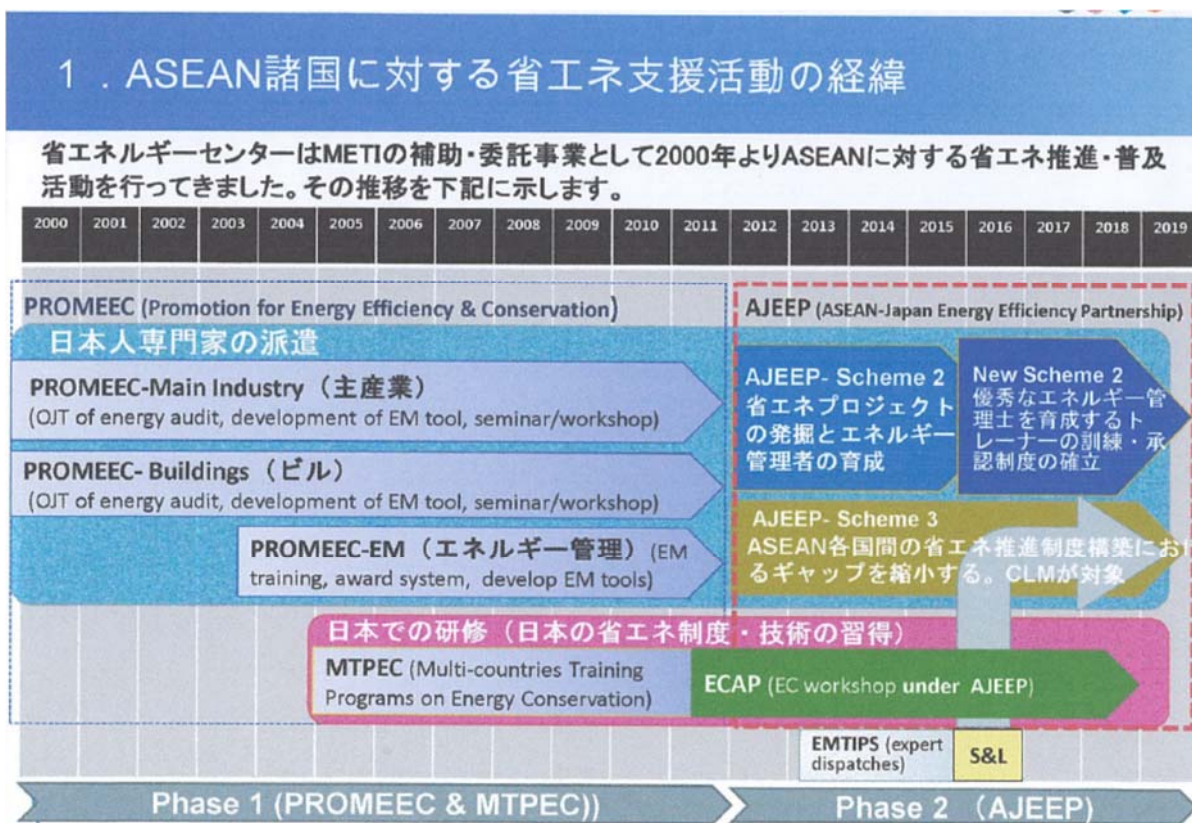 1．ASEAN諸国に対する省エネ支援活動の経緯
省エネルギーセンターはMETIの補助・委託事業として2000年よりASEANに対する省エネ推進・普及
活動を行ってきました。その推移を下記に示します。
2000 2001 2002 2003 2004 2005 2006 2007 2008 2009 2010 2011 2012 2013 2014 2015 2016 2017 2018 2019
PROMEEC (Promotion for Energy Efficiency & Conservation)
日本人専門家の派遣
PROMEEC-Main Industry（主産業）
(OJT of energy audit, development of EM tool, seminar/workshop)
PROMEEC- Buildings（ビル）
(OJT of energy audit, development of EM tool, seminar/workshop)
PROMEEC-EM（エネルギー管理）(EM
training, award system, develop EM tools)
AJEEP (ASEAN-Japan Energy Efficiency Partnership)
AJEEP- Scheme 2
省エネプロジェクト
の発掘とエネルギー
管理者の育成
New Scheme 2
優秀なエネルギー管
理士を育成するト
レーナーの訓練・承
認制度の確立
AJEEP- Scheme 3
ASEAN各国間の省エネ推進制度構築におけ
るギャップを縮小する。CLMが対象
日本での研修（日本の省エネ制度・技術の習得）
MTPEC (Multi-countries Training
Programs on Energy Conservation)
ECAP (EC workshop under AJEEP)
EMTIPS (expert
dispatches)
S&L
Phase 1 (PROMEEC & MTPEC))
Phase 2 （AJEEP)